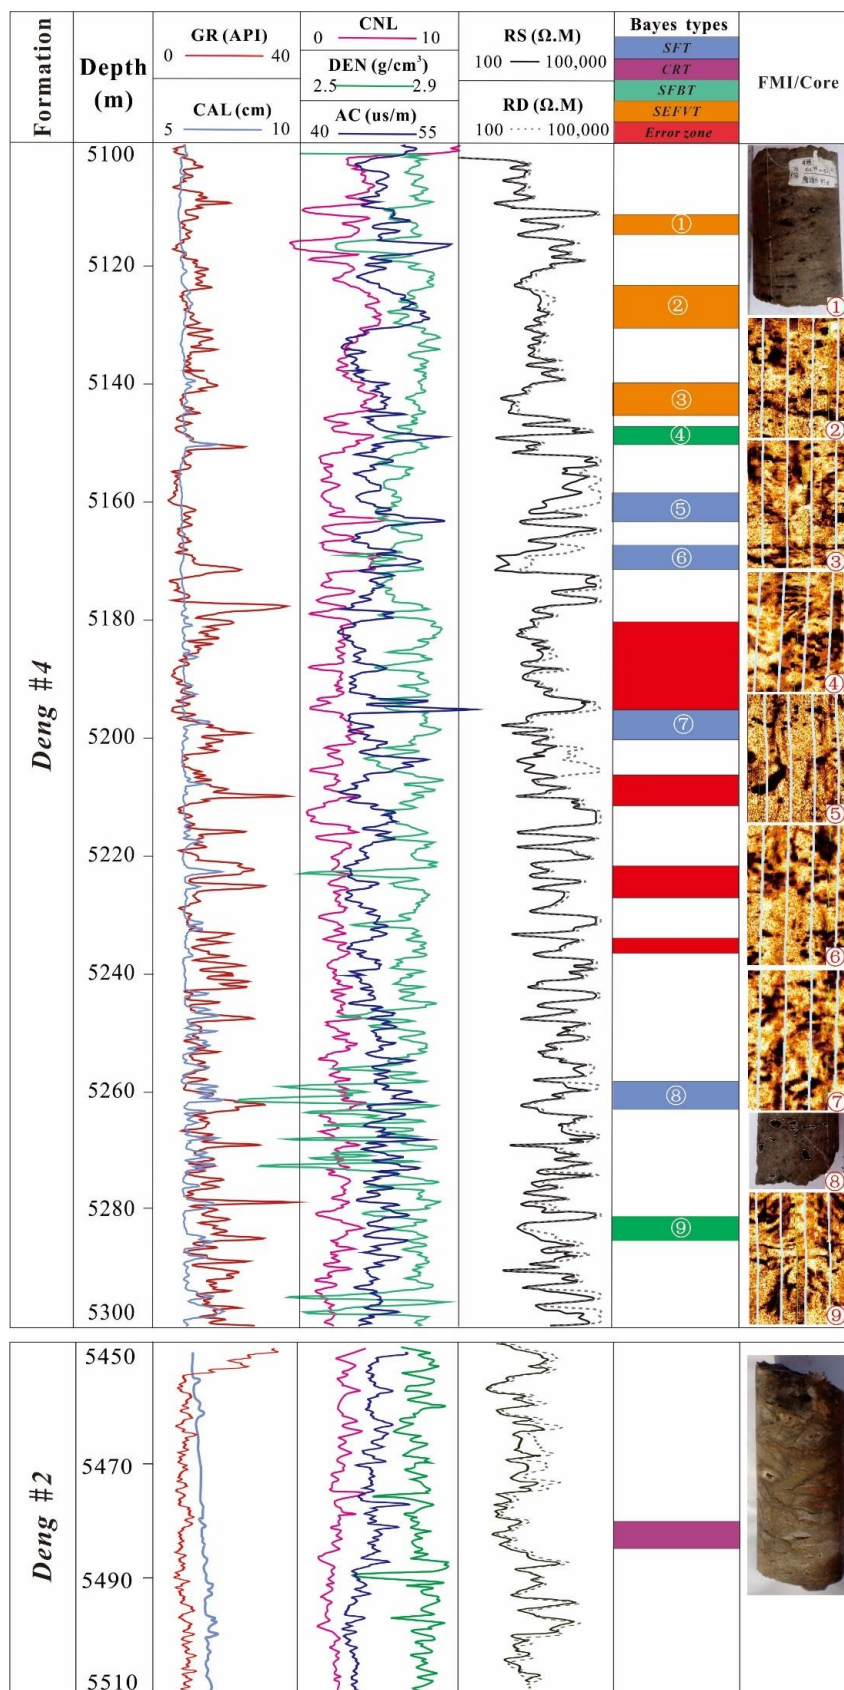 Formation
Depth
(m)
GR (API)
0 40
CAL (cm)
5 10
CNL
0 10
DEN (g/cm³)
2.5 2.9
AC (us/m)
40 55
RS (Ω.M)
100 100,000
RD (Ω.M)
100 100,000
Bayes types
SFT
CRT
SFBT
SEFVT
Error zone
FMI/Core
Deng #4
5100
5120
5140
5160
5180
5200
5220
5240
5260
5280
5300
①
②
③
④
⑤
⑥
⑦
⑧
⑨
①
②
③
④
⑤
⑥
⑦
⑧
⑨
Deng #2
5450
5470
5490
5510